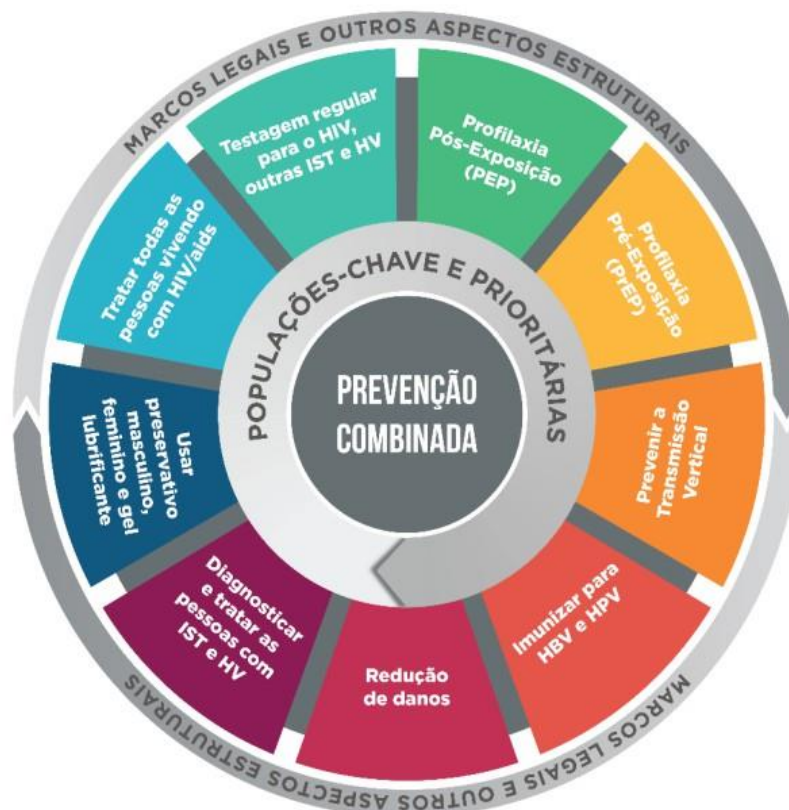 MARCOS LEGAIS E OUTROS ASPECTOS ESTRUTURAIS
Testagem regular
para o HIV,
outras IST e HV
Profilaxia
Pós-Exposição
(PEP)
Profilaxia
Pré-Exposição
(PrEP)
Prevenir a
Transmissão
Vertical
Imunizar para
HBV e HPV
Redução
de danos
Diagnosticar
e tratar as
pessoas com
IST e HV
Usar
preservativo
masculino,
feminino e gel
lubrificante
Tratar todas as
pessoas vivendo
com HIV/aids
POPULAÇÕES-CHAVE E PRIORITÁRIAS
PREVENÇÃO
COMBINADA
MARCOS LEGAIS E OUTROS ASPECTOS ESTRUTURAIS